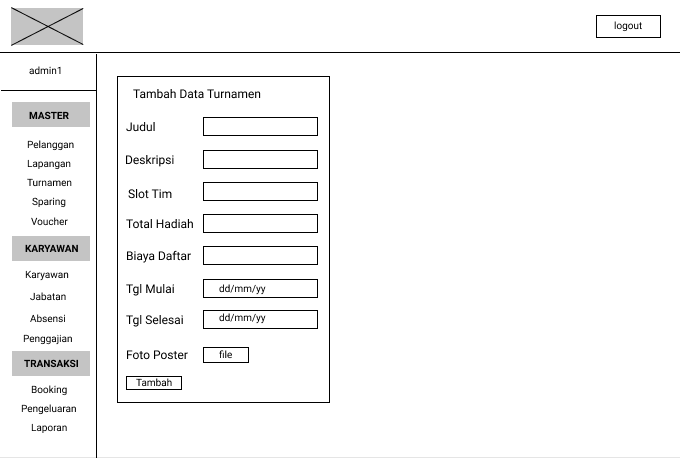 logout
admin1
MASTER
Pelanggan
Lapangan
Turnamen
Sparing
Voucher
KARYAWAN
Karyawan
Jabatan
Absensi
Penggajian
TRANSAKSI
Booking
Pengeluaran
Laporan
Tambah Data Turnamen
Judul
Deskripsi
Slot Tim
Total Hadiah
Biaya Daftar
Tgl Mulai dd/mm/yy
Tgl Selesai dd/mm/yy
Foto Poster file
Tambah